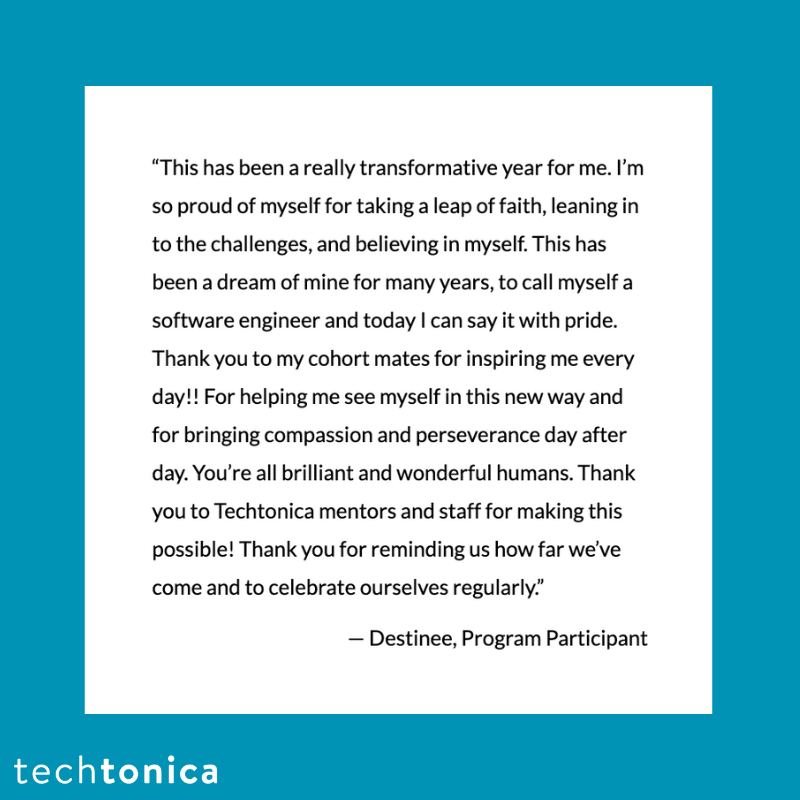 “This has been a really transformative year for me. I’m
so proud of myself for taking a leap of faith, leaning in
to the challenges, and believing in myself. This has
been a dream of mine for many years, to call myself a
software engineer and today I can say it with pride.
Thank you to my cohort mates for inspiring me every
day!! For helping me see myself in this new way and
for bringing compassion and perseverance day after
day. You’re all brilliant and wonderful humans. Thank
you to Techtonica mentors and staff for making this
possible! Thank you for reminding us how far we’ve
come and to celebrate ourselves regularly.”
— Destinee, Program Participant
techtonica